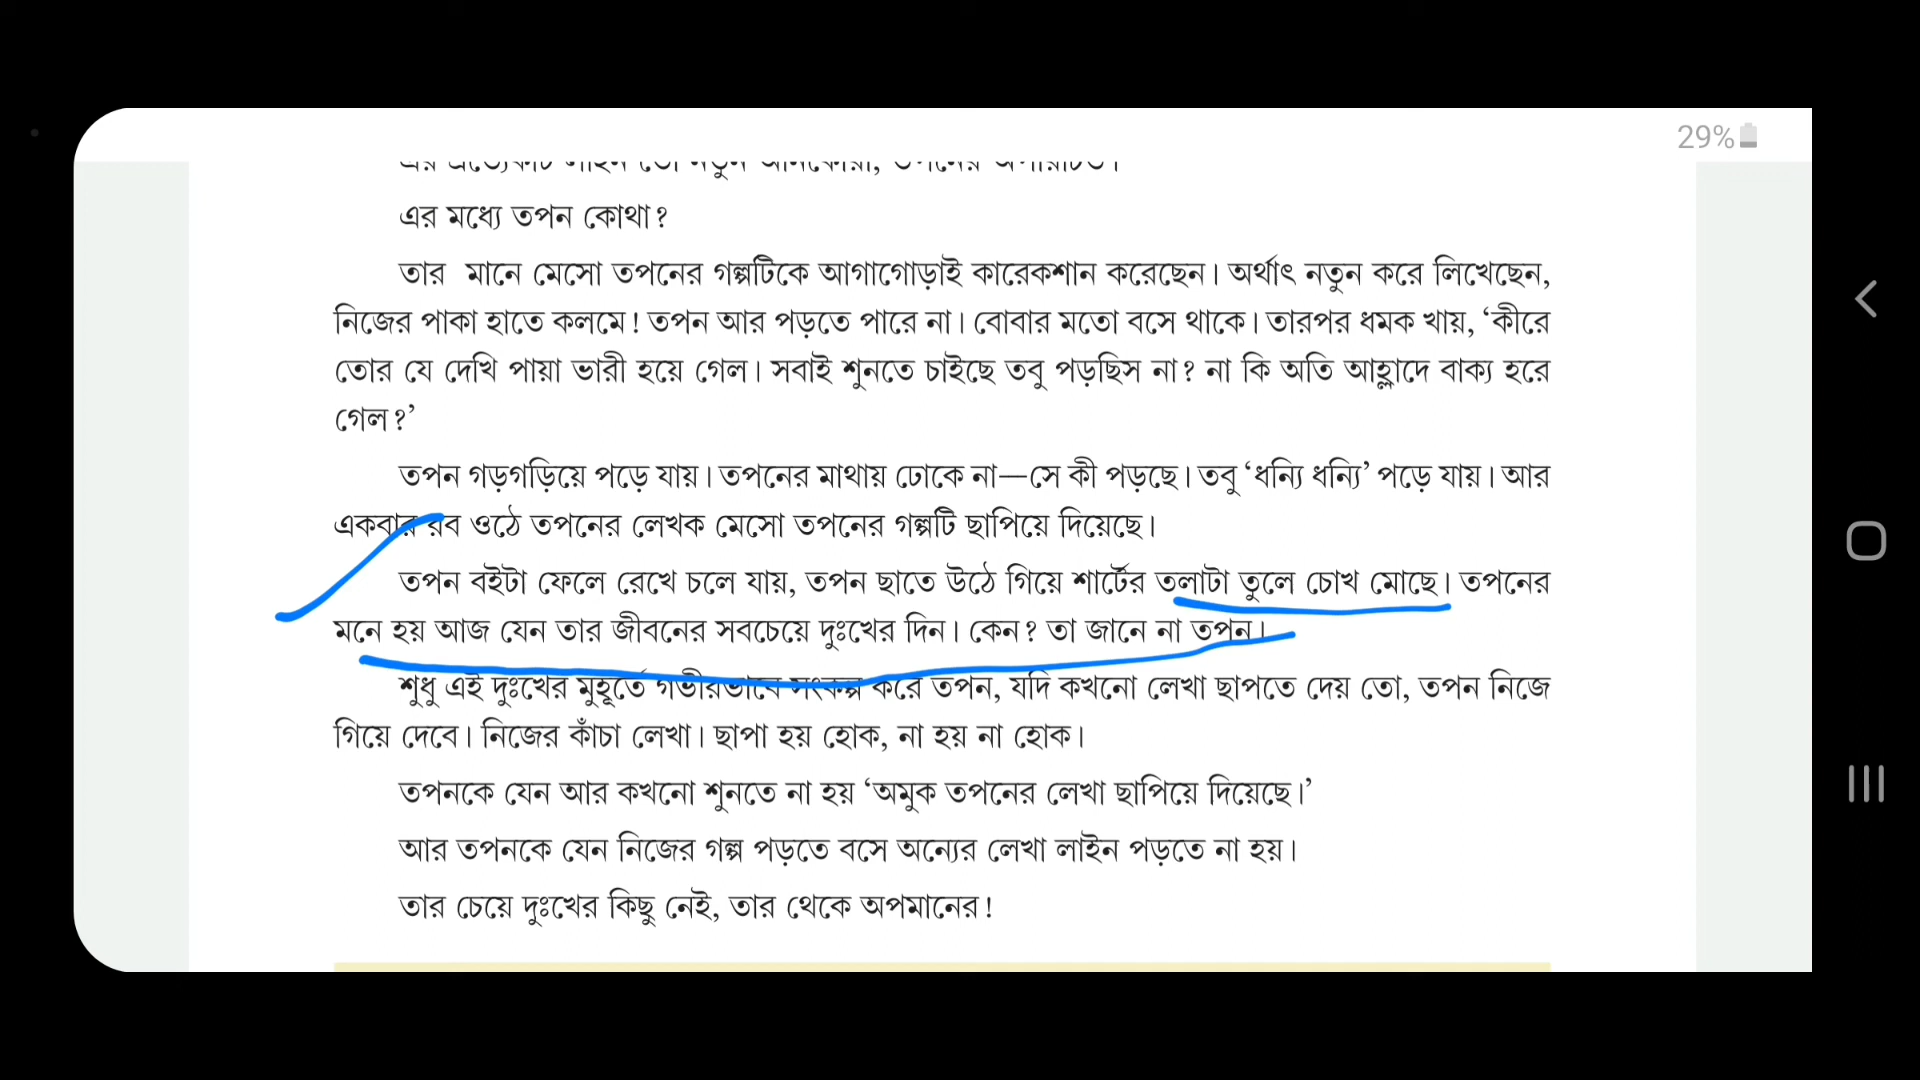 29%
এর মধ্যে তপন কোথা?
তার মানে মেসো তপনের গল্পটিকে আগাগোড়াই কারেকশান করেছেন। অর্থাৎ নতুন করে লিখেছেন,
নিজের পাকা হাতে কলমে! তপন আর পড়তে পারে না। বোবার মতো বসে থাকে। তারপর ধমক খায়, ‘কীরে
তোর যে দেখি পায়া ভারী হয়ে গেল। সবাই শুনতে চাইছে তবু পড়ছিস না? না কি অতি আহ্লাদে বাক্য হরে
গেল?’
তপন গড়গড়িয়ে পড়ে যায়। তপনের মাথায় ঢোকে না—সে কী পড়ছে। তবু ‘ধন্যি ধন্যি’ পড়ে যায়। আর
একবার রব ওঠে তপনের লেখক মেসো তপনের গল্পটি ছাপিয়ে দিয়েছে।
তপন বইটা ফেলে রেখে চলে যায়, তপন ছাতে উঠে গিয়ে শার্টের তলাটা তুলে চোখ মোছে। তপনের
মনে হয় আজ যেন তার জীবনের সবচেয়ে দুঃখের দিন। কেন? তা জানে না তপন।
শুধু এই দুঃখের মুহূর্তে গভীরভাবে সংকল্প করে তপন, যদি কখনো লেখা ছাপতে দেয় তো, তপন নিজে
গিয়ে দেবে। নিজের কাঁচা লেখা। ছাপা হয় হোক, না হয় না হোক।
তপনকে যেন আর কখনো শুনতে না হয় ‘অমুক তপনের লেখা ছাপিয়ে দিয়েছে।’
আর তপনকে যেন নিজের গল্প পড়তে বসে অন্যের লেখা লাইন পড়তে না হয়।
তার চেয়ে দুঃখের কিছু নেই, তার থেকে অপমানের!